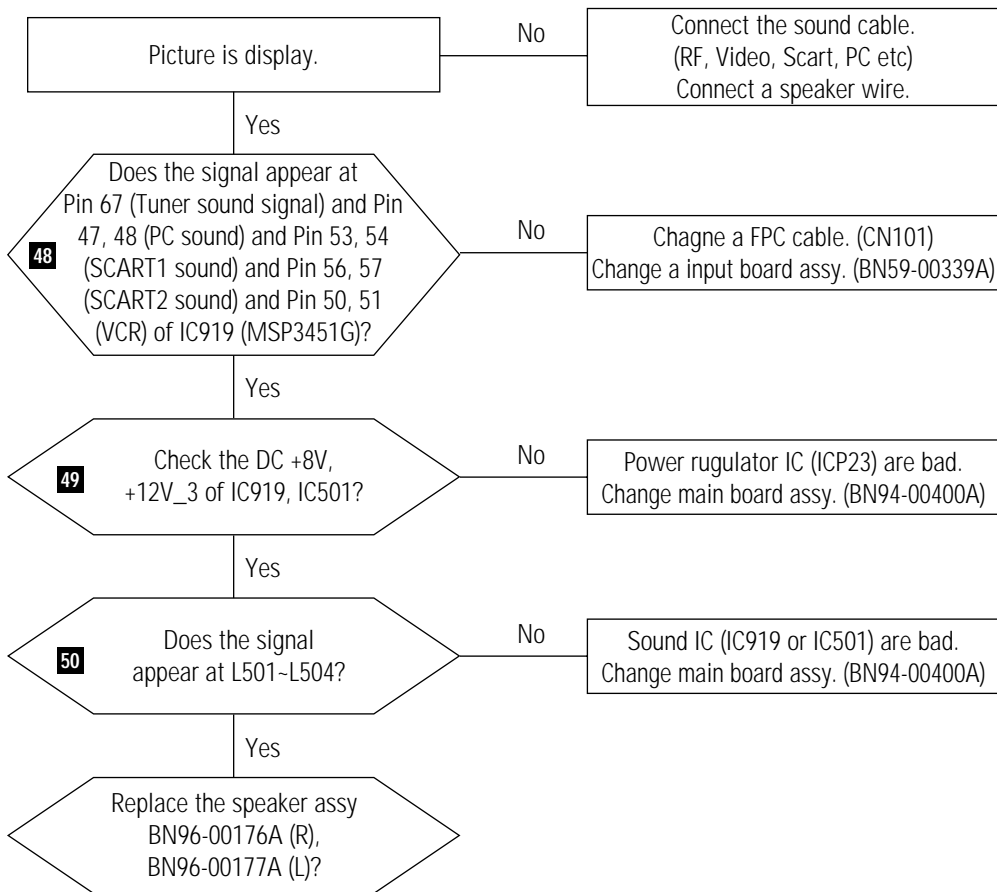 Picture is display.
No
Connect the sound cable.
(RF, Video, Scart, PC etc)
Connect a speaker wire.
Yes
48
Does the signal appear at
Pin 67 (Tuner sound signal) and Pin
47, 48 (PC sound) and Pin 53, 54
(SCART1 sound) and Pin 56, 57
(SCART2 sound) and Pin 50, 51
(VCR) of IC919 (MSP3451G)?
No
Chagne a FPC cable. (CN101)
Change a input board assy. (BN59-00339A)
Yes
49
Check the DC +8V,
+12V_3 of IC919, IC501?
No
Power rugulator IC (ICP23) are bad.
Change main board assy. (BN94-00400A)
Yes
50
Does the signal
appear at L501~L504?
No
Sound IC (IC919 or IC501) are bad.
Change main board assy. (BN94-00400A)
Yes
Replace the speaker assy
BN96-00176A (R),
BN96-00177A (L)?